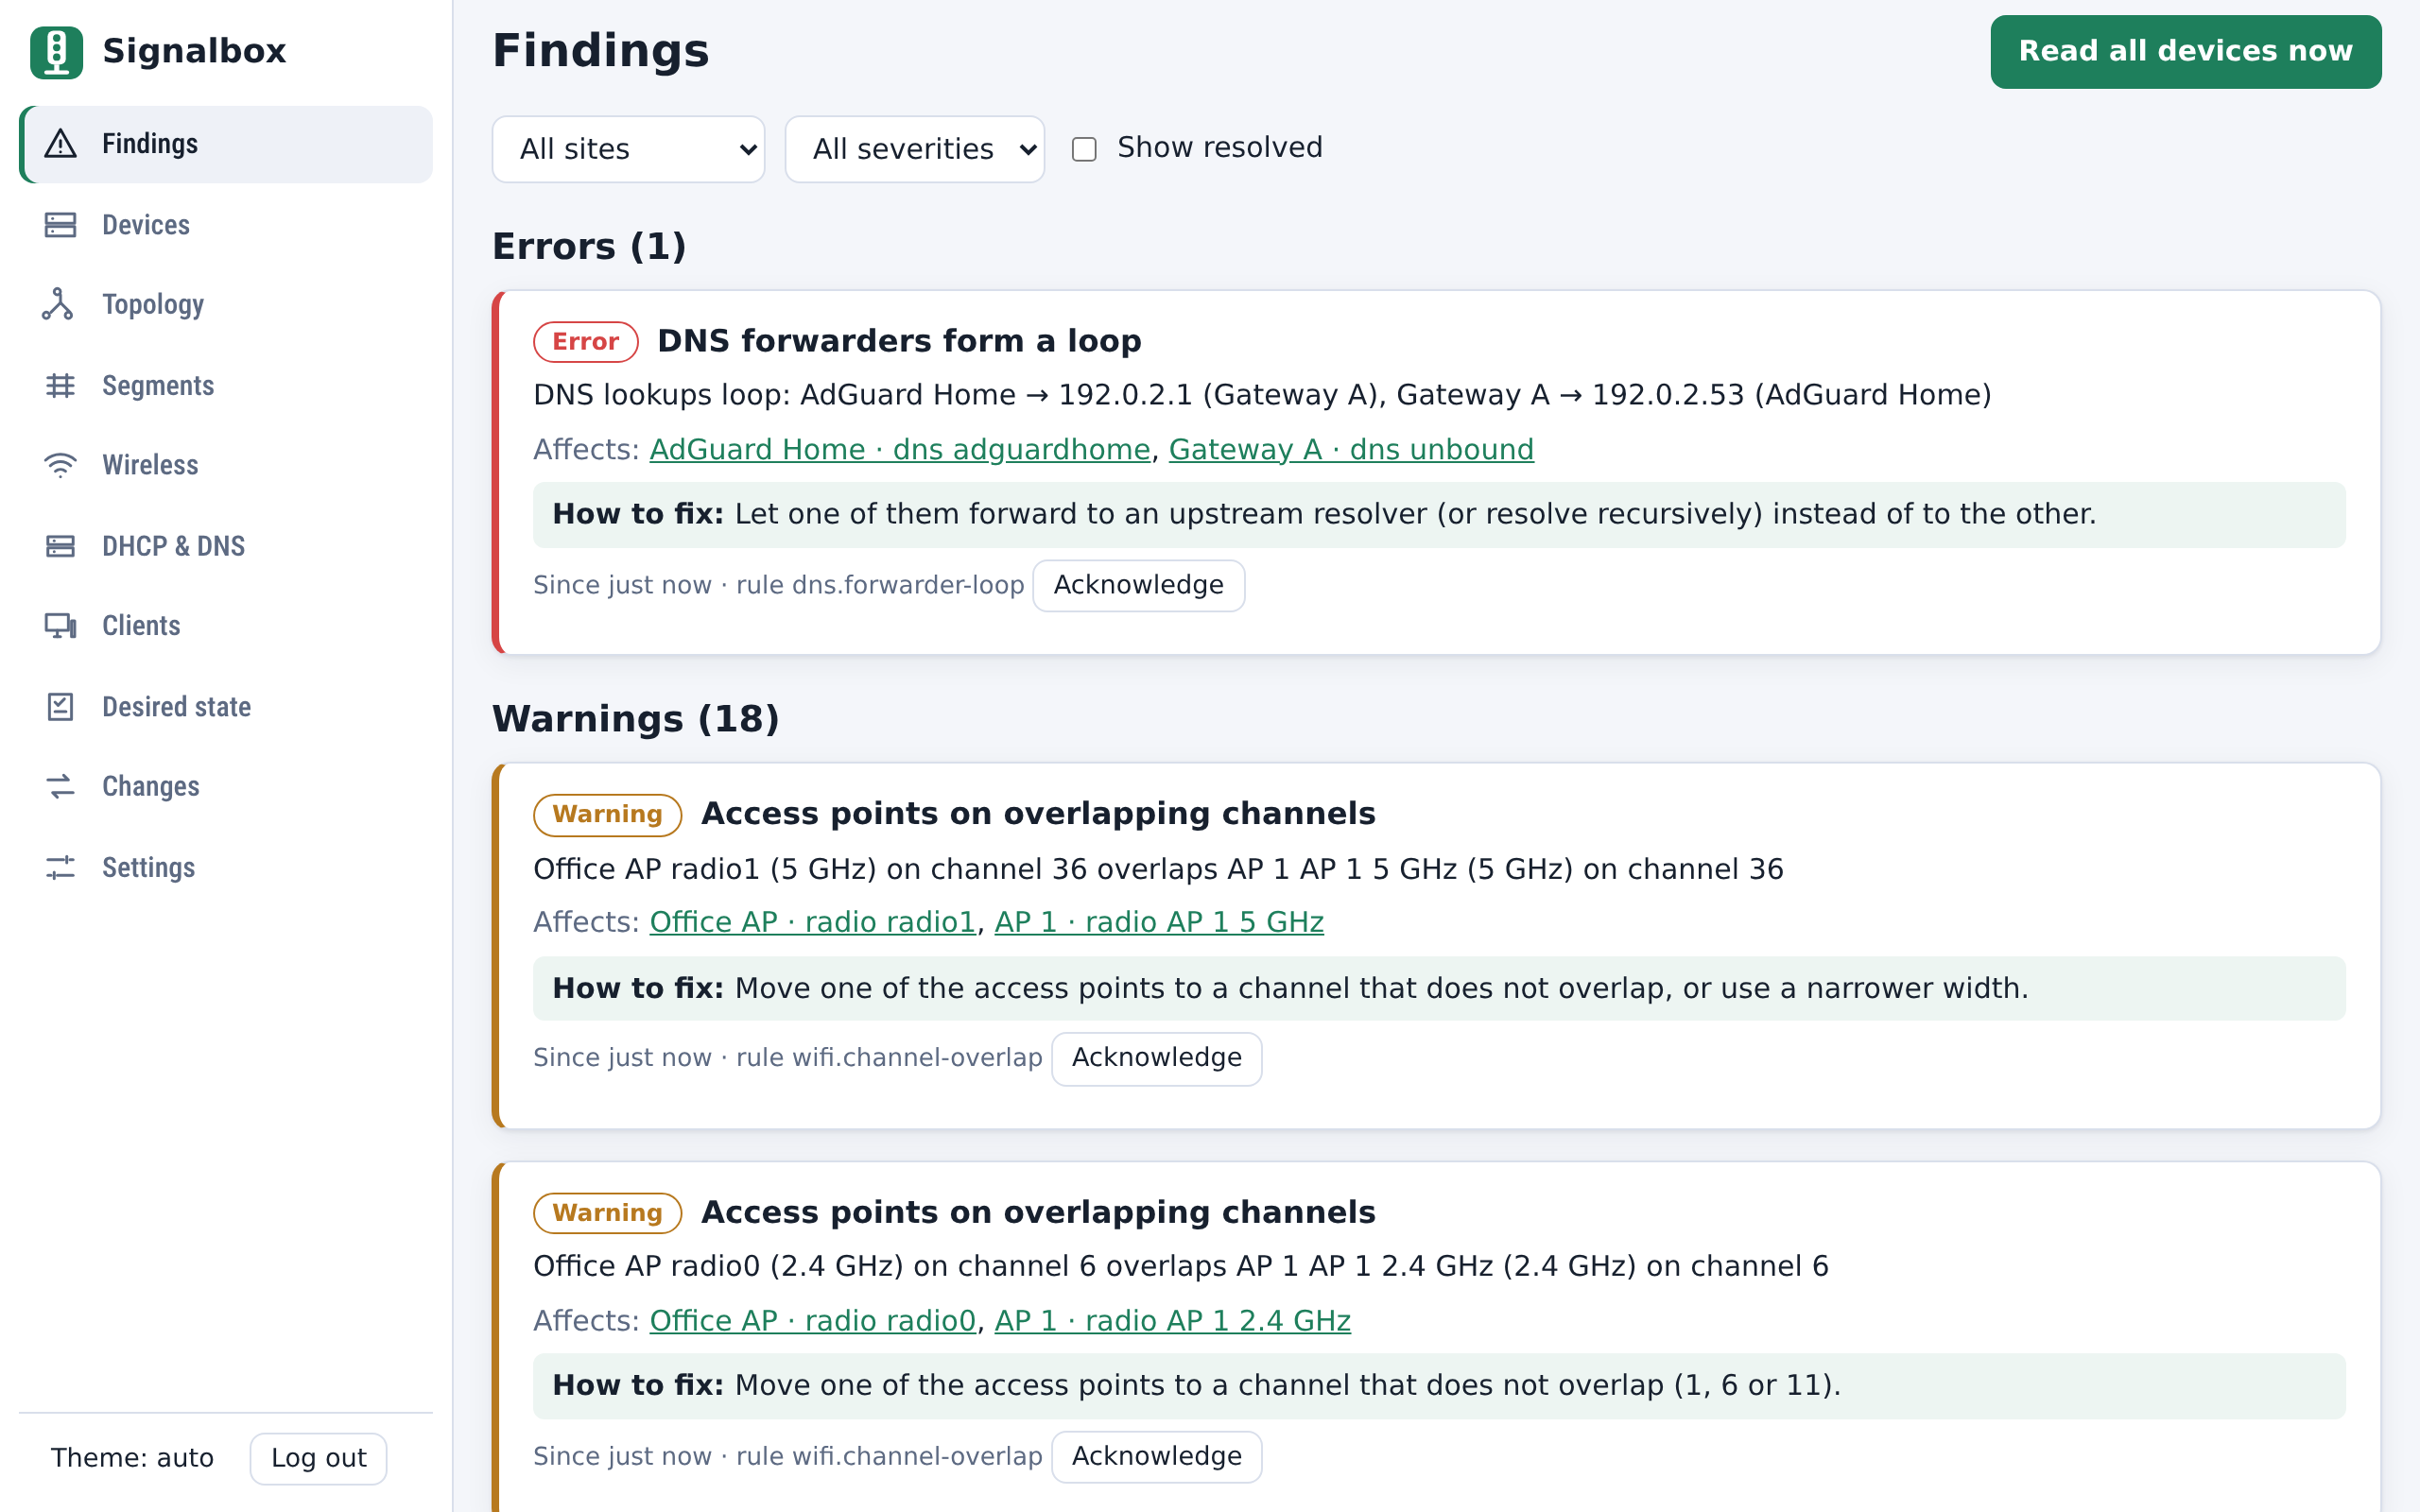 Signalbox
Findings
Devices
Topology
Segments
Wireless
DHCP & DNS
Clients
Desired state
Changes
Settings
Theme: auto
Log out
Findings
Read all devices now
All sites
All severities
Show resolved
Errors (1)
Error DNS forwarders form a loop
DNS lookups loop: AdGuard Home → 192.0.2.1 (Gateway A), Gateway A → 192.0.2.53 (AdGuard Home)
Affects: AdGuard Home · dns adguardhome, Gateway A · dns unbound
How to fix: Let one of them forward to an upstream resolver (or resolve recursively) instead of to the other.
Since just now · rule dns.forwarder-loop Acknowledge
Warnings (18)
Warning Access points on overlapping channels
Office AP radio1 (5 GHz) on channel 36 overlaps AP 1 AP 1 5 GHz (5 GHz) on channel 36
Affects: Office AP · radio radio1, AP 1 · radio AP 1 5 GHz
How to fix: Move one of the access points to a channel that does not overlap, or use a narrower width.
Since just now · rule wifi.channel-overlap Acknowledge
Warning Access points on overlapping channels
Office AP radio0 (2.4 GHz) on channel 6 overlaps AP 1 AP 1 2.4 GHz (2.4 GHz) on channel 6
Affects: Office AP · radio radio0, AP 1 · radio AP 1 2.4 GHz
How to fix: Move one of the access points to a channel that does not overlap (1, 6 or 11).
Since just now · rule wifi.channel-overlap Acknowledge